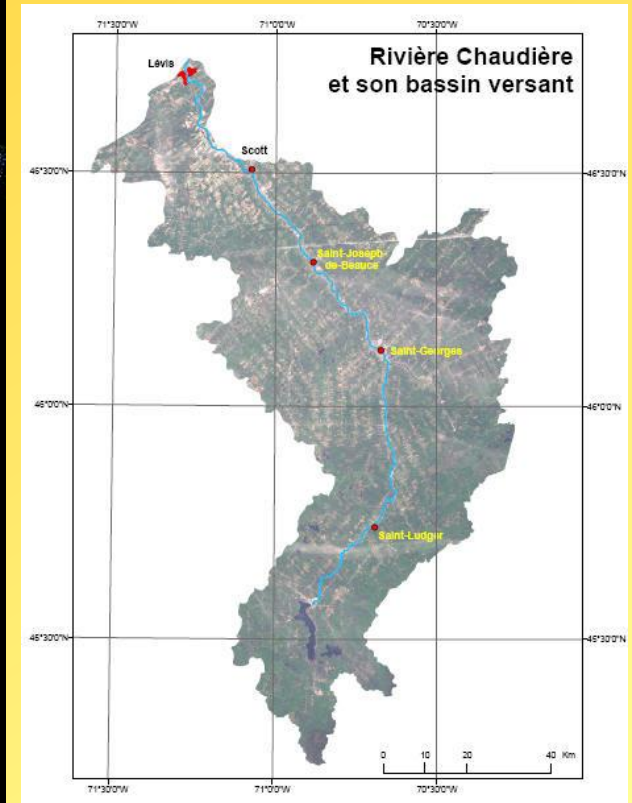 71°30'0"W 71°0'0"W 70°30'0"W
Rivière Chaudière
et son bassin versant
Lévis
Scott
46°30'0"N 46°30'0"N
Saint-Joseph-
de-Beauce
Saint-Georges
46°0'0"N 46°0'0"N
Saint-Ludger
45°30'0"N 45°30'0"N
0 10 20 40 Km
71°30'0"W 71°0'0"W 70°30'0"W